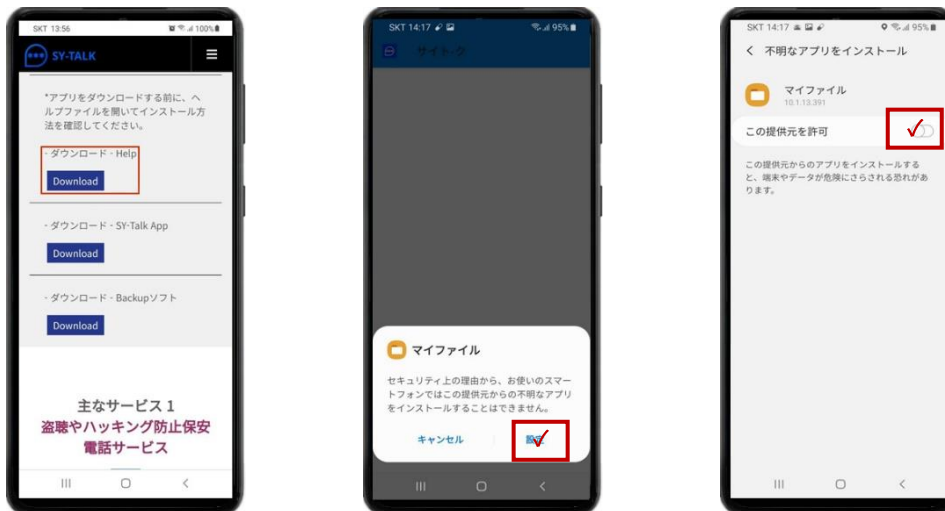 SKT 13:56
100%
SY-TALK
*アプリをダウンロードする前に、ヘ
ルプファイルを開いてインストール方
法を確認してください。
- ダウンロード - Help
Download
- ダウンロード - SY-Talk App
Download
- ダウンロード - Backupソフト
Download
主なサービス 1
盗聴やハッキング防止保安
電話サービス
SKT 14:17
95%
マイファイル
セキュリティ上の理由から、お使いのスマー
トフォンではこの提供元からの不明なアプリ
をインストールすることはできません。
キャンセル
SKT 14:17
95%
不明なアプリをインストール
マイファイル
10.1.13.391
この提供元を許可
この提供元からのアプリをインストールする
と、端末やデータが危険にさらされる恐れがあ
ります。